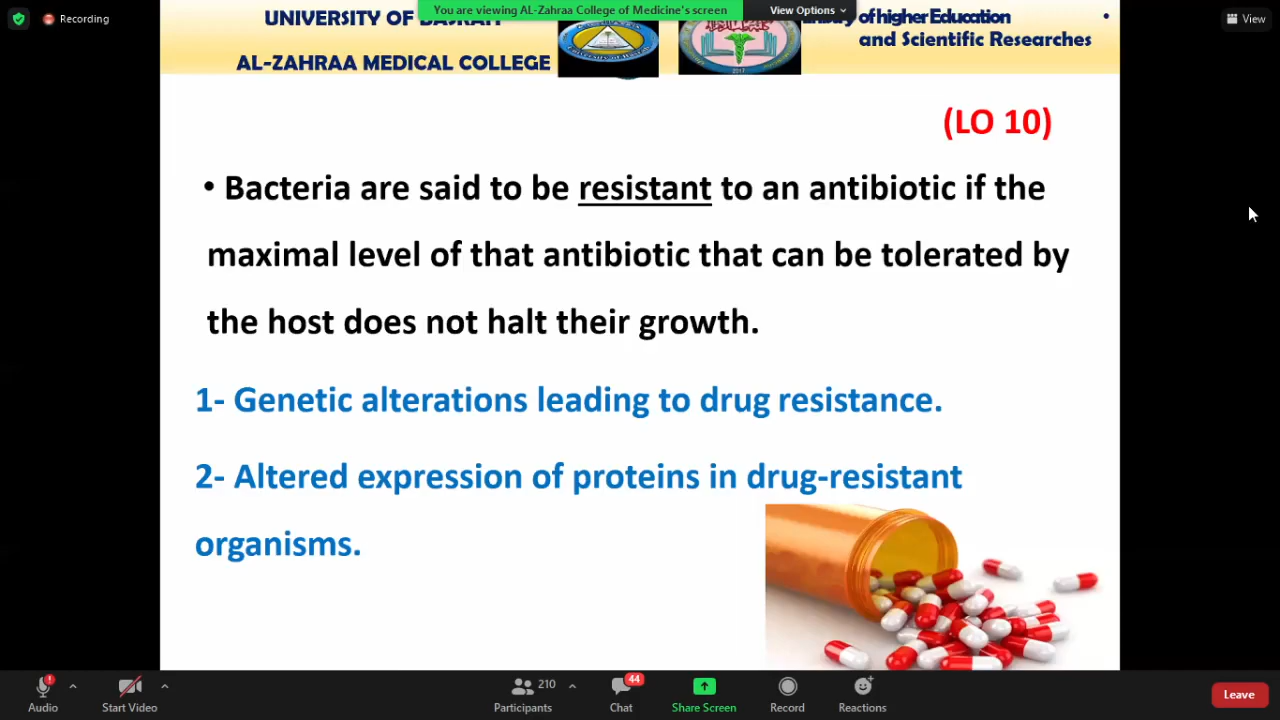 Recording
You are viewing AL-Zahraa College of Medicine's screen
View Options
View
UNIVERSITY OF BASRAH
AL-ZAHRAA MEDICAL COLLEGE
of higher Education
and Scientific Researches
2017
(LO 10)
• Bacteria are said to be resistant to an antibiotic if the
maximal level of that antibiotic that can be tolerated by
the host does not halt their growth.
1- Genetic alterations leading to drug resistance.
2- Altered expression of proteins in drug-resistant
organisms.
Audio
Start Video
210
Participants
44
Chat
Share Screen
Record
Reactions
Leave